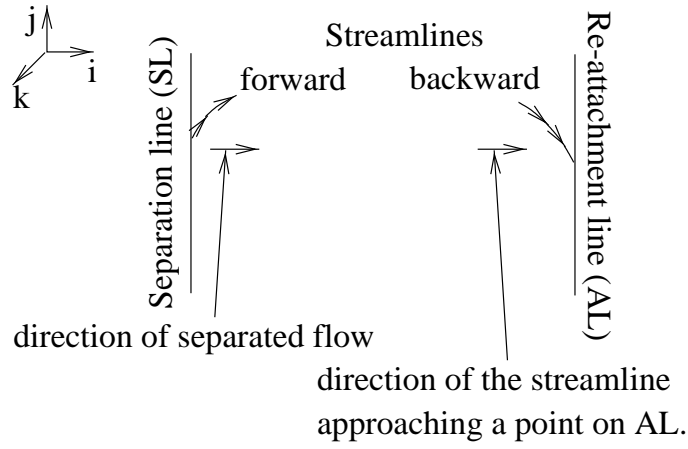 j
i
k
Streamlines
forward
backward
Separation line (SL)
Re-attachment line (AL)
direction of separated flow
direction of the streamline
approaching a point on AL.